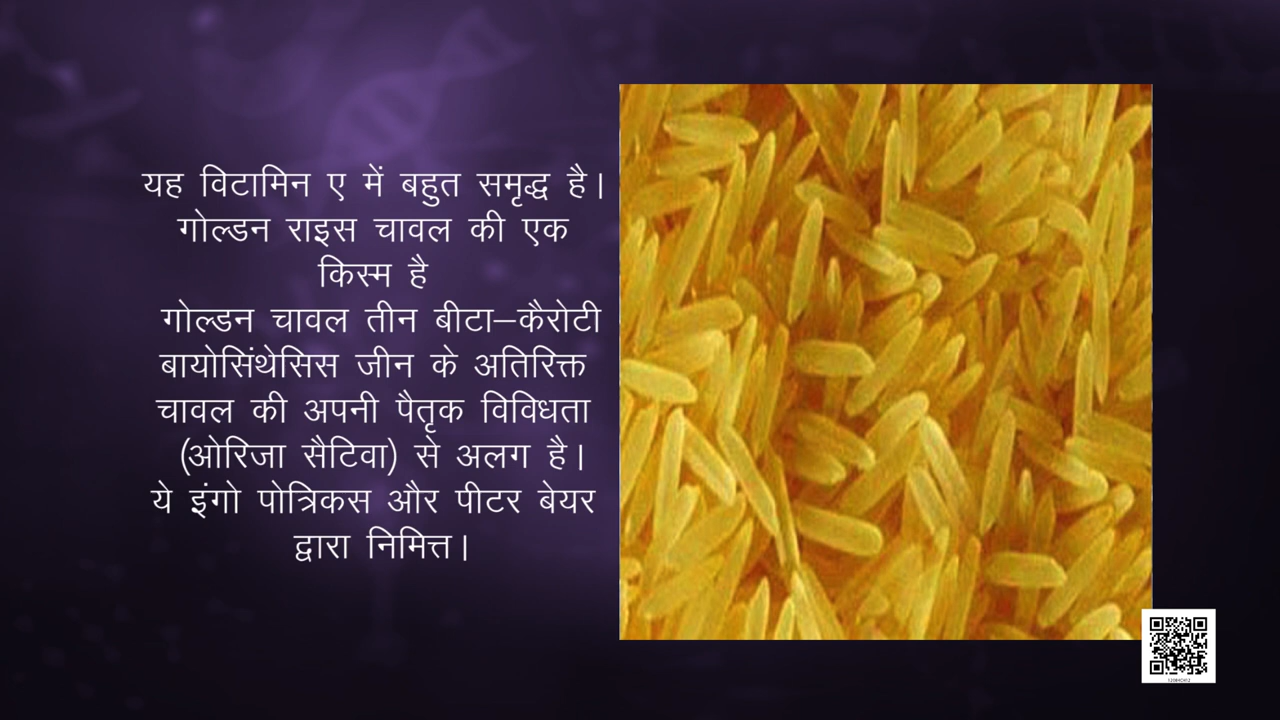 यह विटामिन ए में बहुत समृद्ध है।
गोल्डन राइस चावल की एक
किस्म है
गोल्डन चावल तीन बीटा–कैरोटी
बायोसिंथेसिस जीन के अतिरिक्त
चावल की अपनी पैतृक विविधता
(ओरिजा सैटिवा) से अलग है।
ये इंगो पोत्रिकस और पीटर बेयर
द्वारा निमित्त।